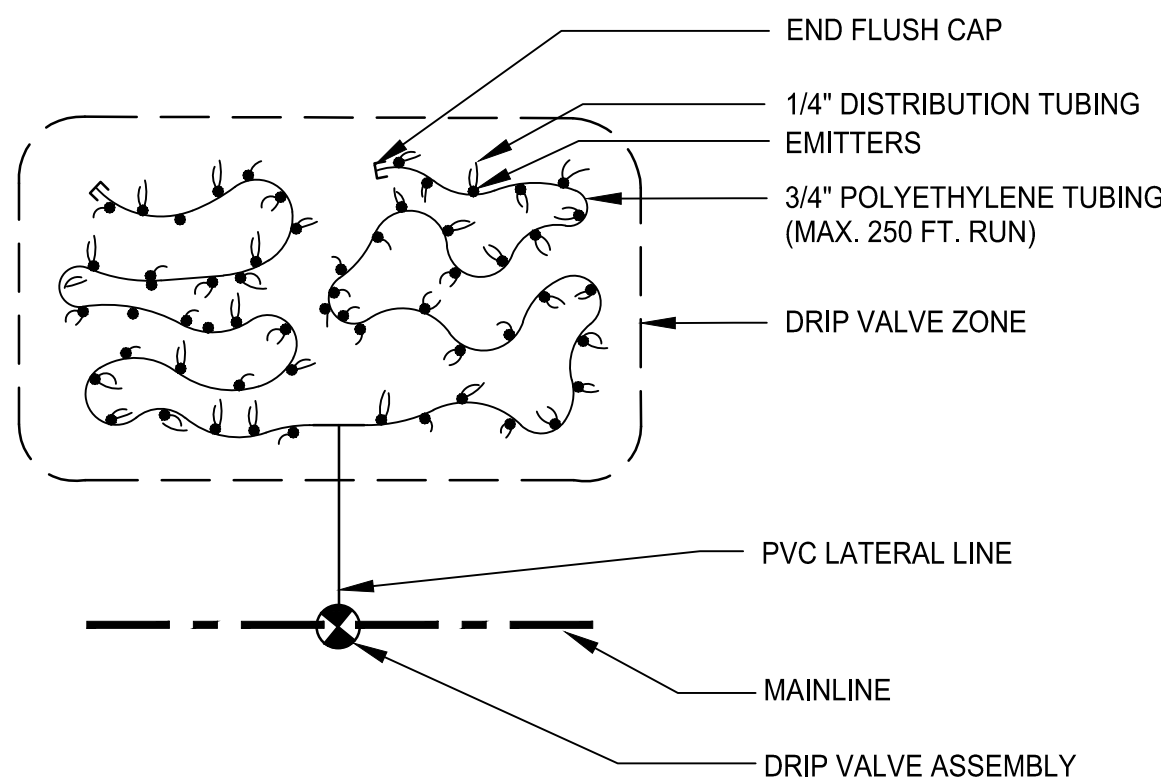 END FLUSH CAP
1/4" DISTRIBUTION TUBING
EMITTERS
3/4" POLYETHYLENE TUBING
(MAX. 250 FT. RUN)
DRIP VALVE ZONE
PVC LATERAL LINE
MAINLINE
DRIP VALVE ASSEMBLY